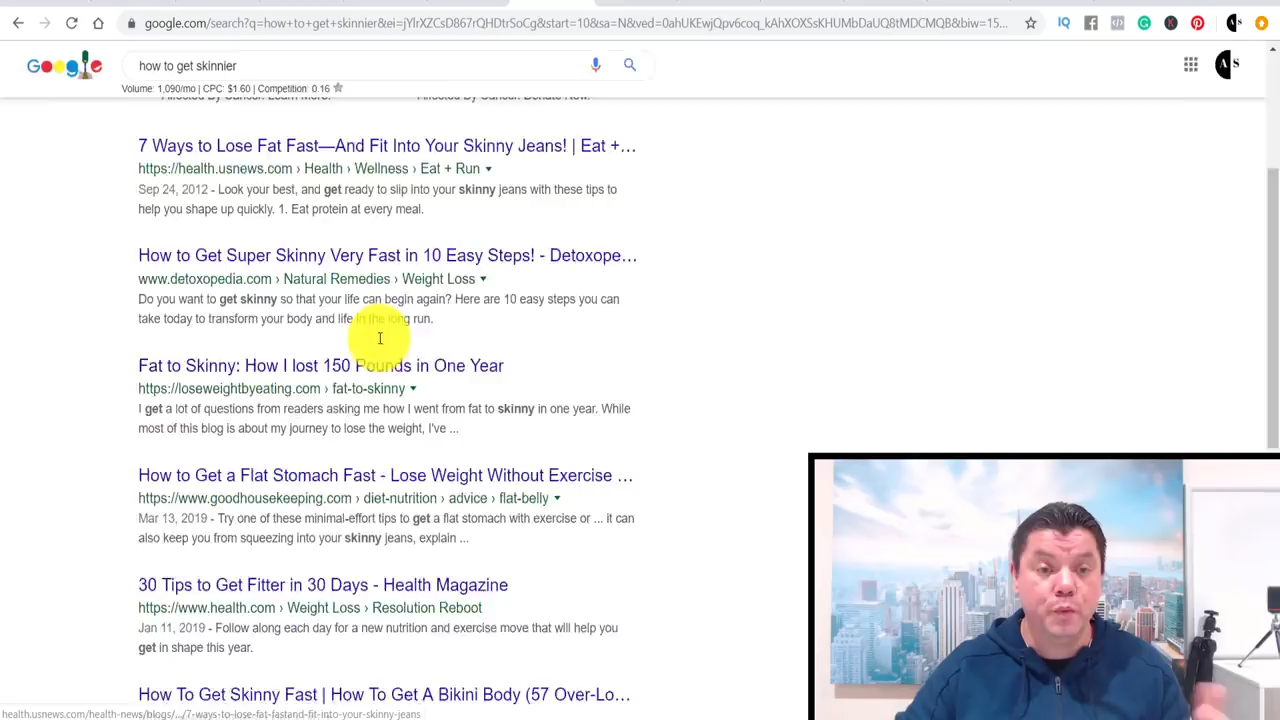 google.com/search?q=how+to+get+skinnier&ei=jYlrXZCsD867rQHDtrSoCg&start=10&sa=N&ved=0ahUKEwjQpv6coq_kAhXOXSsKHUMbDaUQ8tMDCMQB&biw=15...
Google
how to get skinnier
A S
Volume: 1,090/mo | CPC: $1.60 | Competition: 0.16
Affected By Cancer. Learn More. Affected By Cancer. Donate Now.
7 Ways to Lose Fat Fast—And Fit Into Your Skinny Jeans! | Eat +...
https://health.usnews.com › Health › Wellness › Eat + Run
Sep 24, 2012 - Look your best, and get ready to slip into your skinny jeans with these tips to
help you shape up quickly. 1. Eat protein at every meal.
How to Get Super Skinny Very Fast in 10 Easy Steps! - Detoxope...
www.detoxopedia.com › Natural Remedies › Weight Loss
Do you want to get skinny so that your life can begin again? Here are 10 easy steps you can
take today to transform your body and life in the long run.
Fat to Skinny: How I lost 150 Pounds in One Year
https://loseweightbyeating.com › fat-to-skinny
I get a lot of questions from readers asking me how I went from fat to skinny in one year. While
most of this blog is about my journey to lose the weight, I've ...
How to Get a Flat Stomach Fast - Lose Weight Without Exercise ...
https://www.goodhousekeeping.com › diet-nutrition › advice › flat-belly
Mar 13, 2019 - Try one of these minimal-effort tips to get a flat stomach with exercise or ... it can
also keep you from squeezing into your skinny jeans, explain ...
30 Tips to Get Fitter in 30 Days - Health Magazine
https://www.health.com › Weight Loss › Resolution Reboot
Jan 11, 2019 - Follow along each day for a new nutrition and exercise move that will help you
get in shape this year.
How To Get Skinny Fast | How To Get A Bikini Body (57 Over-Lo...
health.usnews.com/health-news/blogs/.../7-ways-to-lose-fat-fastand-fit-into-your-skinny-jeans